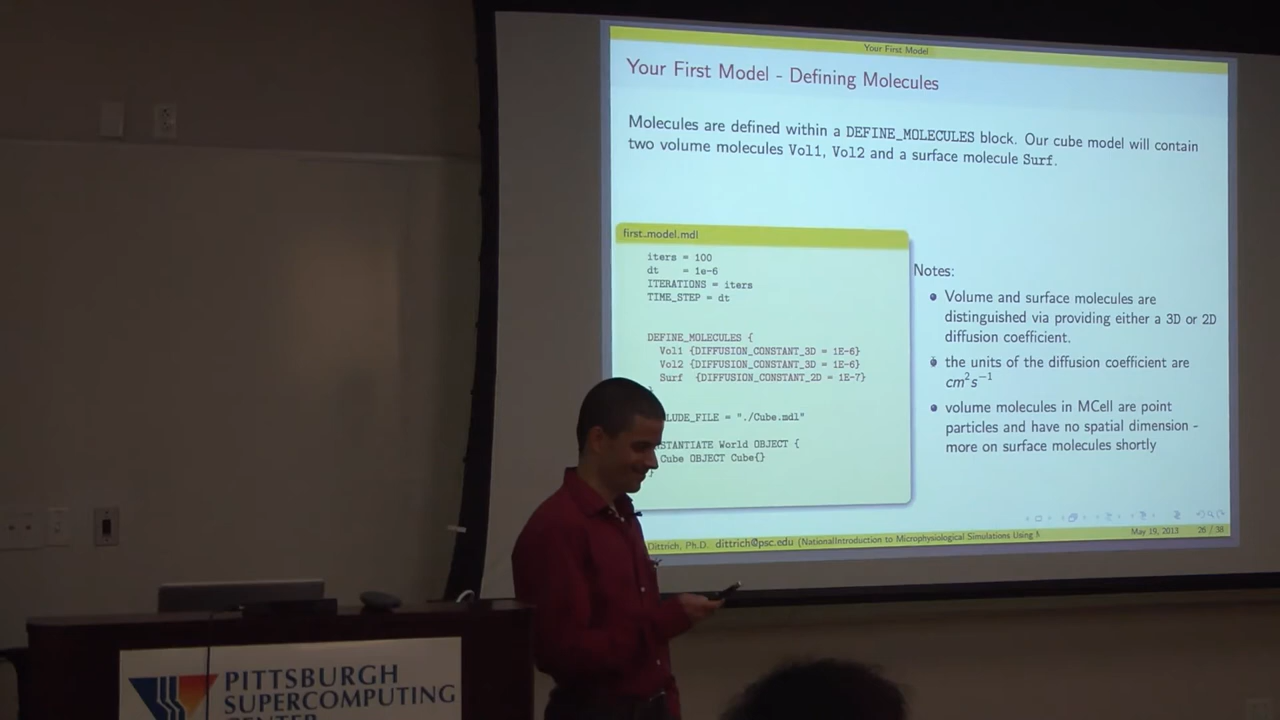 Your First Model
Your First Model - Defining Molecules
Molecules are defined within a DEFINE_MOLECULES block. Our cube model will contain
two volume molecules Vol1, Vol2 and a surface molecule Surf.
first_model.mdl
iters = 100
dt = 1e-6
ITERATIONS = iters
TIME_STEP = dt
DEFINE_MOLECULES {
Vol1 {DIFFUSION_CONSTANT_3D = 1E-6}
Vol2 {DIFFUSION_CONSTANT_3D = 1E-6}
Surf {DIFFUSION_CONSTANT_2D = 1E-7}
}
LUDE_FILE = "./Cube.mdl"
STANTIATE World OBJECT {
Cube OBJECT Cube{}
}
Notes:
• Volume and surface molecules are
distinguished via providing either a 3D or 2D
diffusion coefficient.
• the units of the diffusion coefficient are
cm²s⁻¹
• volume molecules in MCell are point
particles and have no spatial dimension -
more on surface molecules shortly
Dittrich, Ph.D. dittrich@psc.edu (NationalIntroduction to Microphysiological Simulations Using M
May 19, 2013
26 / 38
PITTSBURGH
SUPERCOMPUTING
CENTER